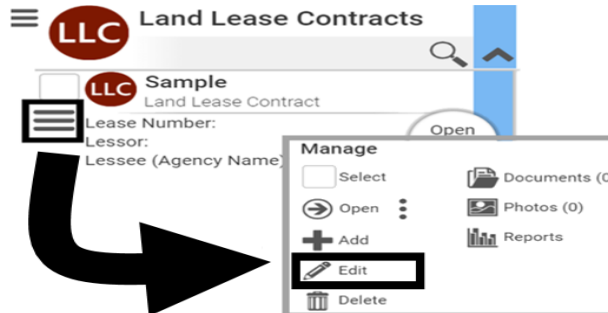 LLC Land Lease Contracts
LLC Sample
Land Lease Contract
Lease Number:
Open
Lessor:
Lessee (Agency Name)
Manage
Select
Documents (0
Open
Photos (0)
Add
Reports
Edit
Delete